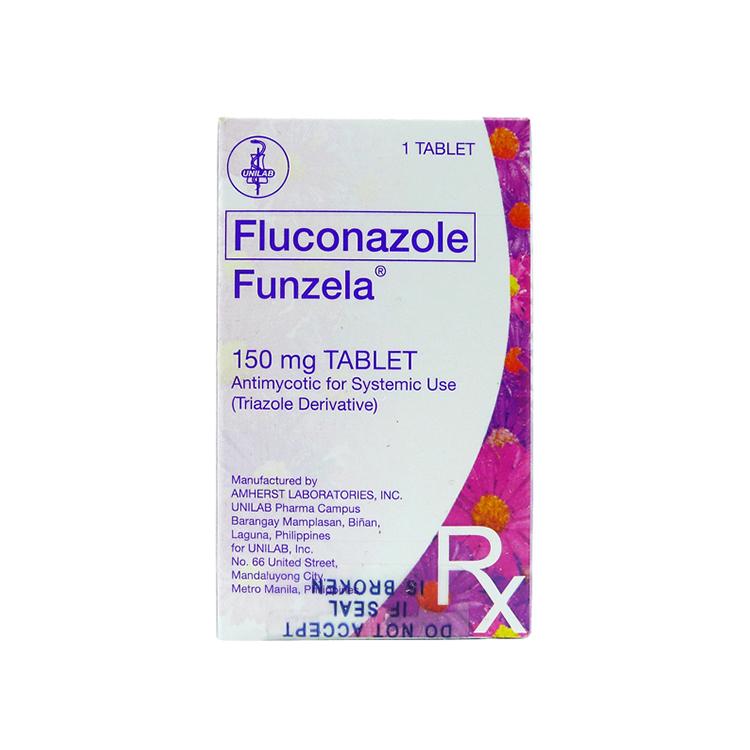 1 TABLET
UNILAB
Fluconazole
Funzela®
150 mg TABLET
Antimycotic for Systemic Use
(Triazole Derivative)
Manufactured by
AMHERST LABORATORIES, INC.
UNILAB Pharma Campus
Barangay Mamplasan, Biñan,
Laguna, Philippines
for UNILAB, Inc.
No. 66 United Street,
Mandaluyong City,
Metro Manila, Philippines
Rx
DO NOT ACCEPT
IF SEAL
IS BROKEN